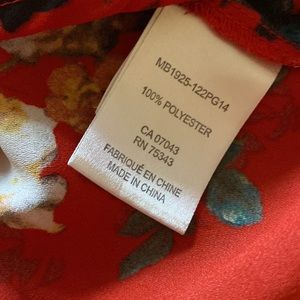 MB1925-122PG14
100% POLYESTER
CA 07043
RN 75343
FABRIQUÉ EN CHINE
MADE IN CHINA